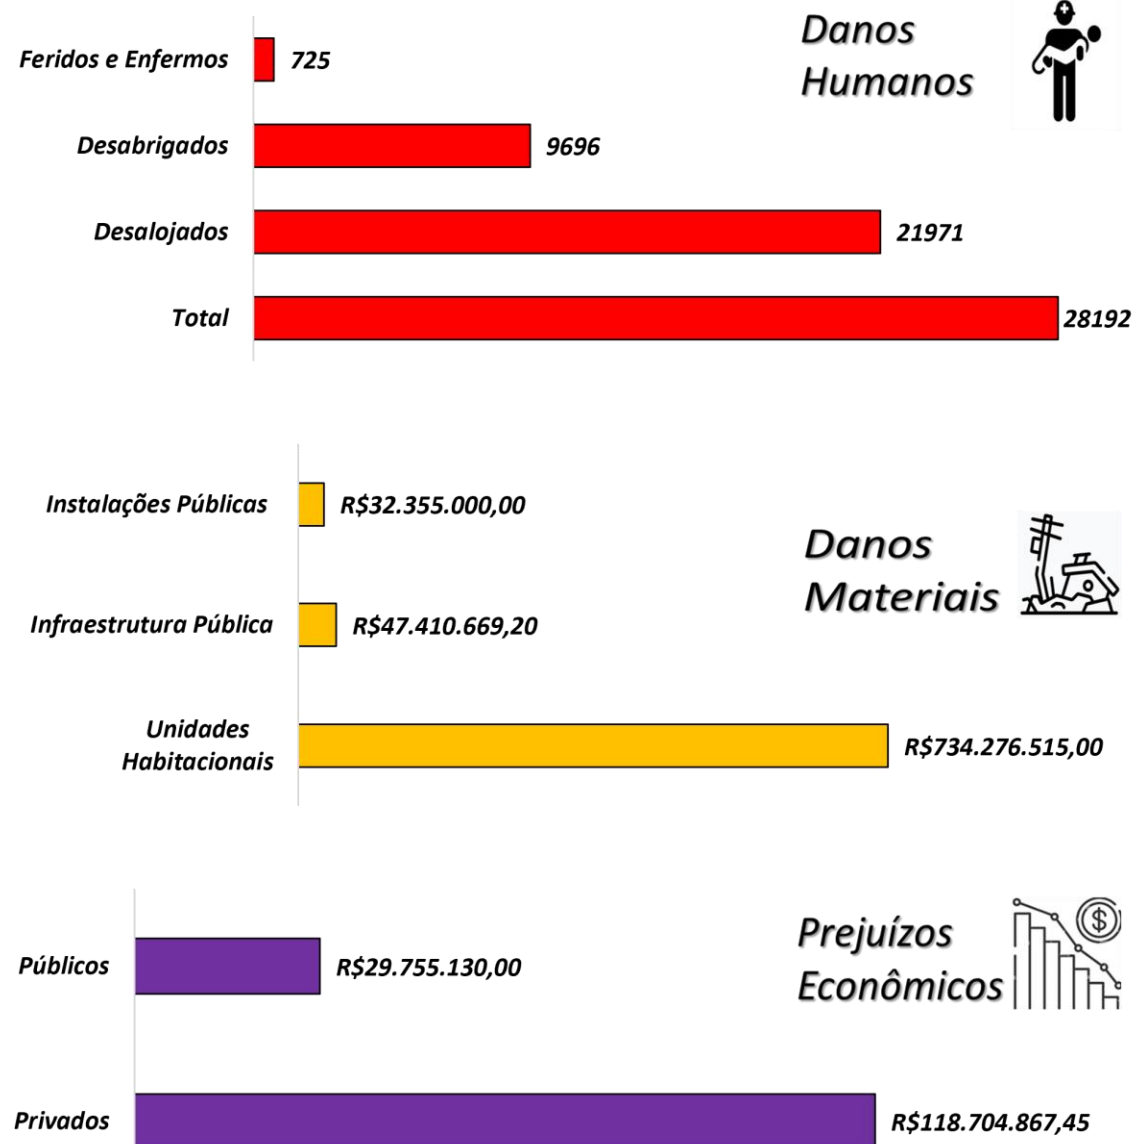 Danos
Humanos
Feridos e Enfermos 725
Desabrigados 9696
Desalojados 21971
Total 28192
Danos
Materiais
Instalações Públicas R$32.355.000,00
Infraestrutura Pública R$47.410.669,20
Unidades
Habitacionais
R$734.276.515,00
Prejuízos
Econômicos
$
Públicos R$29.755.130,00
Privados R$118.704.867,45